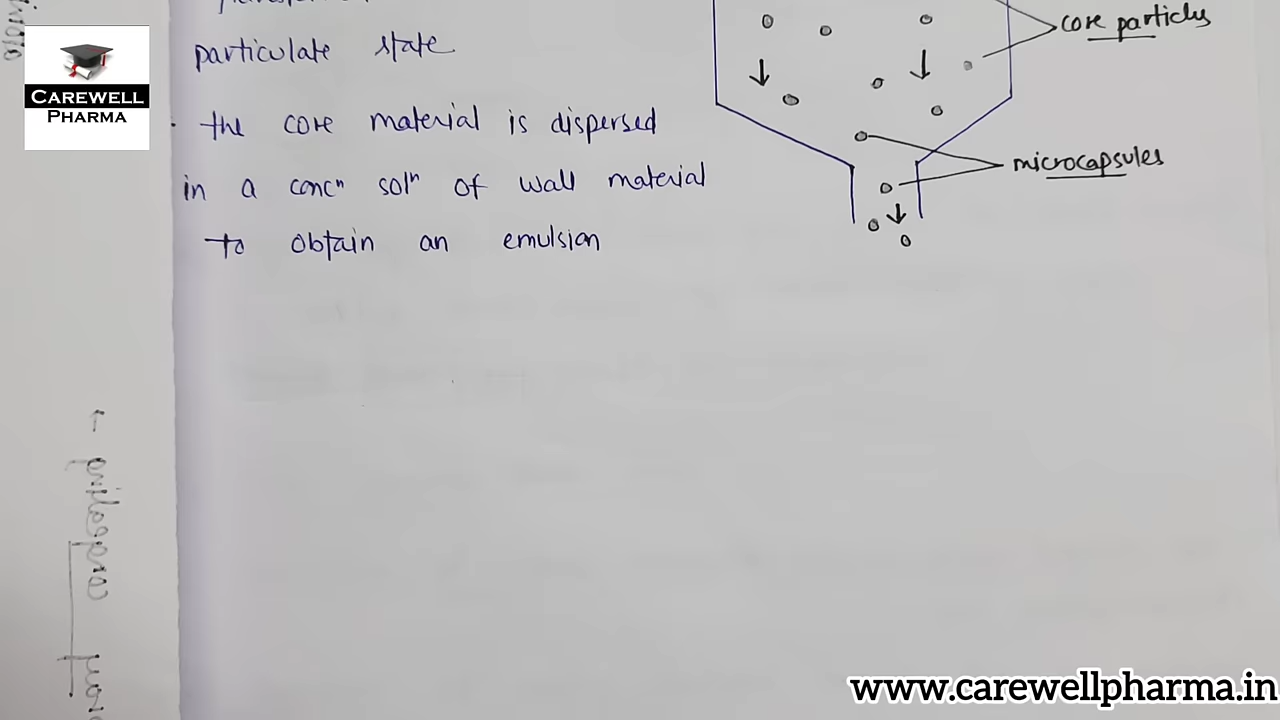 particulate state
CAREWELL
PHARMA
• the core material is dispersed
in a concⁿ solⁿ of wall material
to obtain an emulsion
core particles
microcapsules
www.carewellpharma.in